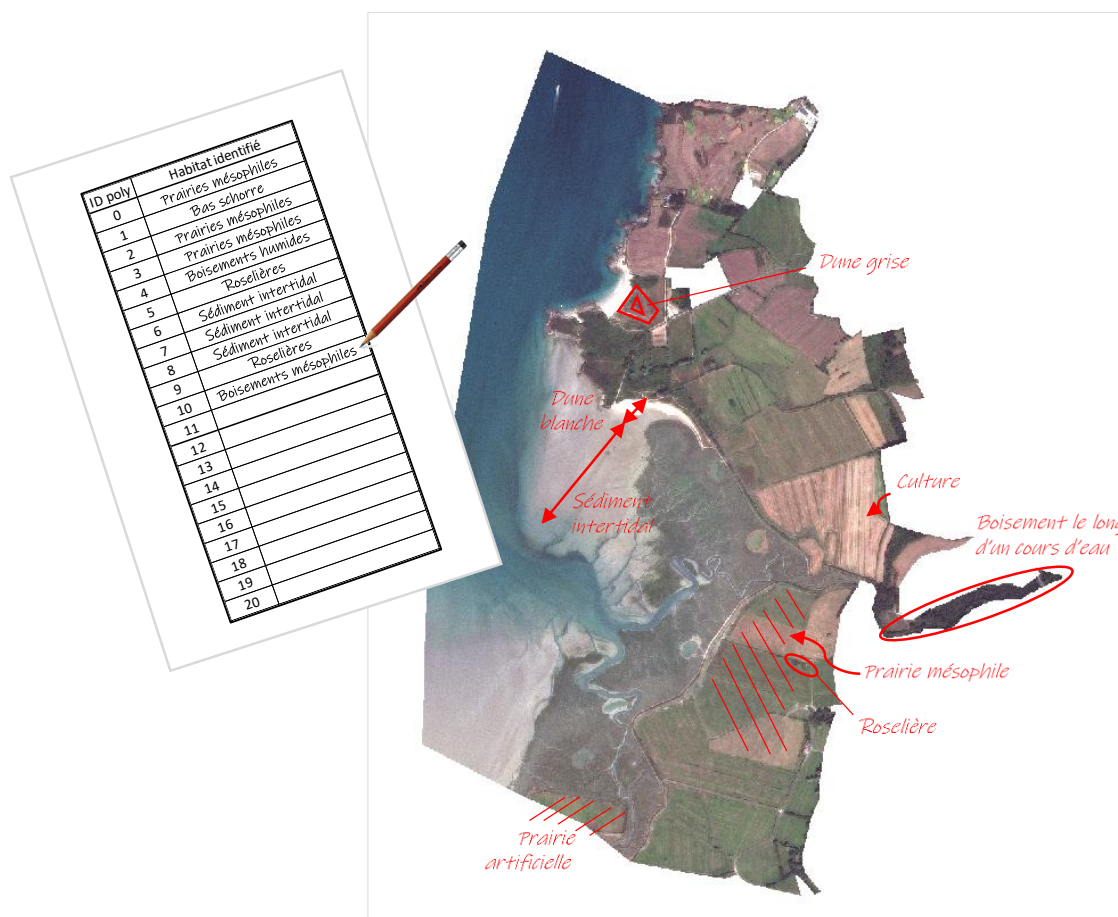 ID poly Habitat identifié
0 Prairies mésophiles
1 Bas schorre
2 Prairies mésophiles
3 Prairies mésophiles
4 Boisements humides
5 Roselières
6 Sédiment intertidal
7 Sédiment intertidal
8 Sédiment intertidal
9 Roselières
10 Boisements mésophiles
11
12
13
14
15
16
17
18
19
20
Dune grise
Dune
blanche
Sédiment
intertidal
Culture
Boisement le long
d'un cours d'eau
Prairie mésophile
Roselière
Prairie
artificielle